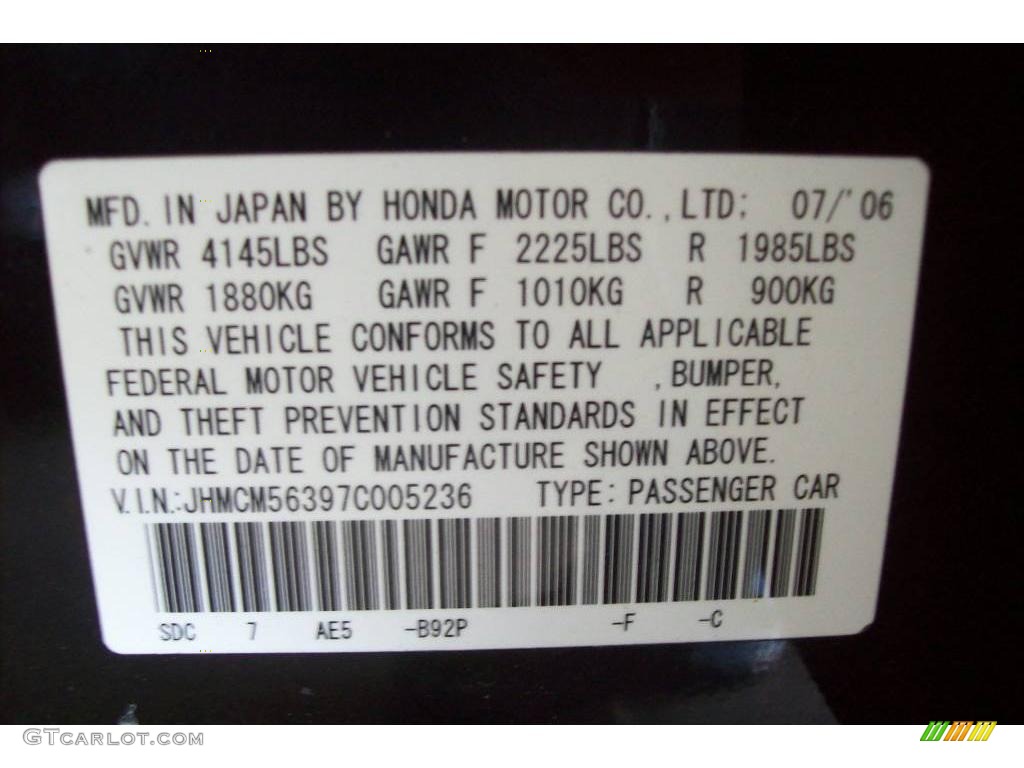 MFD. IN JAPAN BY HONDA MOTOR CO., LTD; 07/'06
GVWR 4145LBS GAWR F 2225LBS R 1985LBS
GVWR 1880KG GAWR F 1010KG R 900KG
THIS VEHICLE CONFORMS TO ALL APPLICABLE
FEDERAL MOTOR VEHICLE SAFETY , BUMPER,
AND THEFT PREVENTION STANDARDS IN EFFECT
ON THE DATE OF MANUFACTURE SHOWN ABOVE.
V.I.N.:JHMCM56397C005236 TYPE: PASSENGER CAR
SDC 7 AE5 -B92P -F -C
GTCARLOT.COM